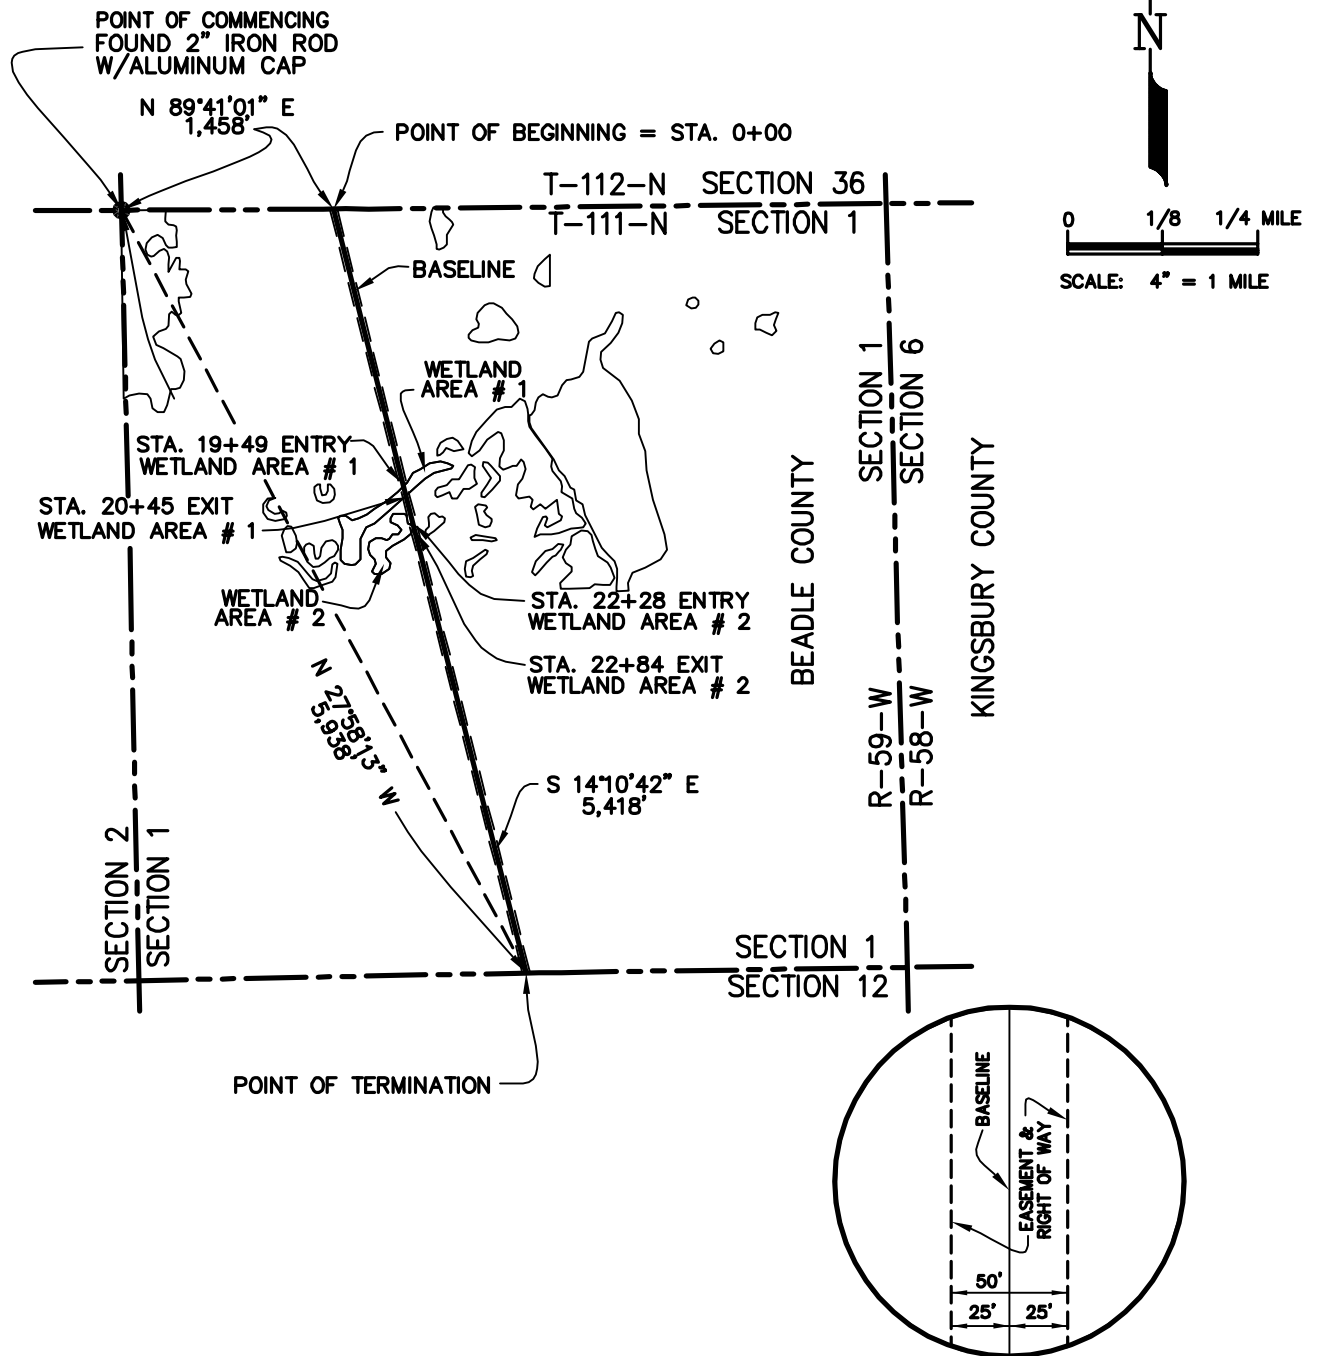 POINT OF COMMENCING
FOUND 2" IRON ROD
W/ALUMINUM CAP
N 89°41'01" E
1,458'
POINT OF BEGINNING = STA. 0+00
N
T-112-N SECTION 36
T-111-N SECTION 1
0 1/8 1/4 MILE
SCALE: 4" = 1 MILE
BASELINE
WETLAND
AREA # 1
SECTION 1
SECTION 6
STA. 19+49 ENTRY
WETLAND AREA # 1
STA. 20+45 EXIT
WETLAND AREA # 1
BEADLE COUNTY
KINGSBURY COUNTY
WETLAND
AREA # 2
STA. 22+28 ENTRY
WETLAND AREA # 2
STA. 22+84 EXIT
WETLAND AREA # 2
N 27°58'13" W
5,938'
R-59-W
R-58-W
S 14°10'42" E
5,418'
SECTION 2
SECTION 1
SECTION 1
SECTION 12
POINT OF TERMINATION
BASELINE
EASEMENT &
RIGHT OF WAY
50'
25' 25'